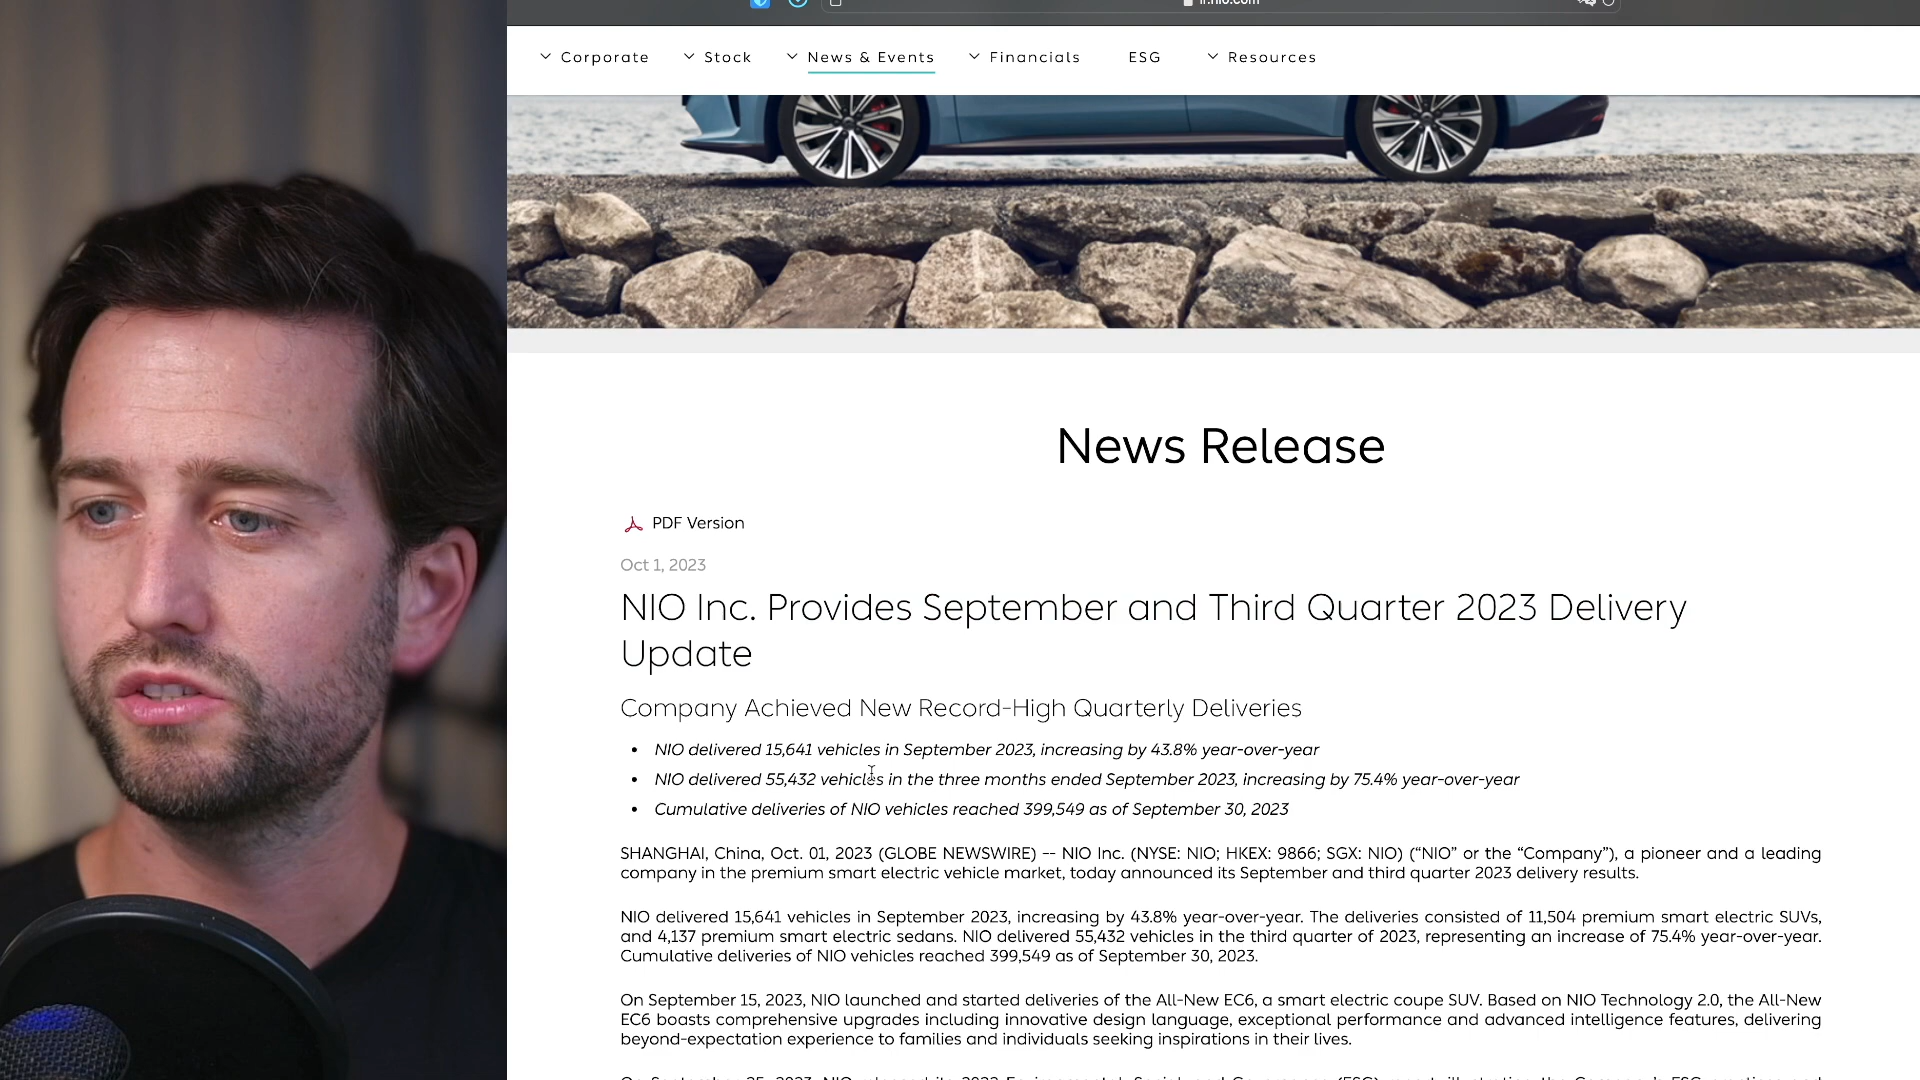 ir.nio.com
Corporate
Stock
News & Events
Financials
ESG
Resources
News Release
PDF Version
Oct 1, 2023
NIO Inc. Provides September and Third Quarter 2023 Delivery
Update
Company Achieved New Record-High Quarterly Deliveries
• NIO delivered 15,641 vehicles in September 2023, increasing by 43.8% year-over-year
• NIO delivered 55,432 vehicles in the three months ended September 2023, increasing by 75.4% year-over-year
• Cumulative deliveries of NIO vehicles reached 399,549 as of September 30, 2023
SHANGHAI, China, Oct. 01, 2023 (GLOBE NEWSWIRE) -- NIO Inc. (NYSE: NIO; HKEX: 9866; SGX: NIO) (“NIO” or the “Company”), a pioneer and a leading
company in the premium smart electric vehicle market, today announced its September and third quarter 2023 delivery results.
NIO delivered 15,641 vehicles in September 2023, increasing by 43.8% year-over-year. The deliveries consisted of 11,504 premium smart electric SUVs,
and 4,137 premium smart electric sedans. NIO delivered 55,432 vehicles in the third quarter of 2023, representing an increase of 75.4% year-over-year.
Cumulative deliveries of NIO vehicles reached 399,549 as of September 30, 2023.
On September 15, 2023, NIO launched and started deliveries of the All-New EC6, a smart electric coupe SUV. Based on NIO Technology 2.0, the All-New
EC6 boasts comprehensive upgrades including innovative design language, exceptional performance and advanced intelligence features, delivering
beyond-expectation experience to families and individuals seeking inspirations in their lives.